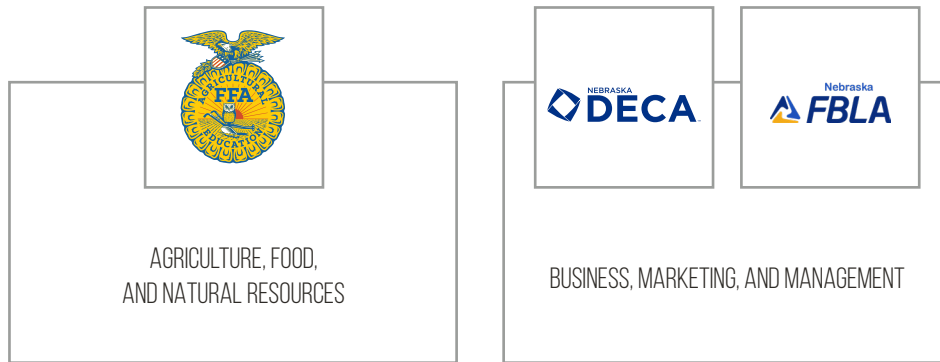 AGRICULTURAL
FFA
EDUCATION
AGRICULTURE, FOOD,
AND NATURAL RESOURCES
NEBRASKA
DECA
Nebraska
FBLA
BUSINESS, MARKETING, AND MANAGEMENT